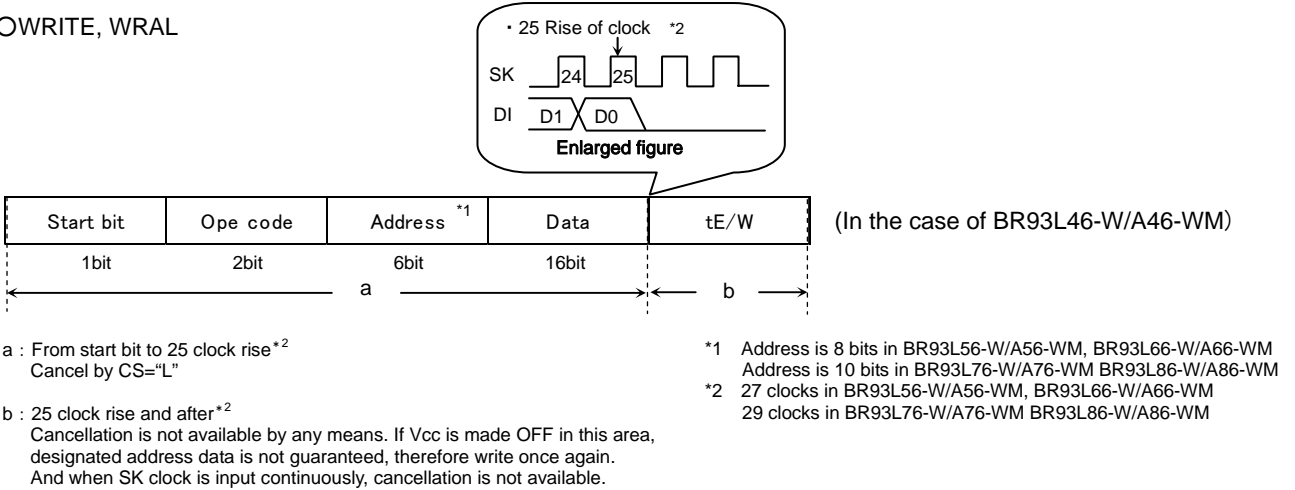 ○WRITE, WRAL
・25 Rise of clock *2
SK 24 25
DI D1 D0
Enlarged figure
Start bit Ope code Address *1 Data tE/W (In the case of BR93L46-W/A46-WM)
1bit 2bit 6bit 16bit
a b
a : From start bit to 25 clock rise*2
Cancel by CS=“L”
b : 25 clock rise and after*2
Cancellation is not available by any means. If Vcc is made OFF in this area,
designated address data is not guaranteed, therefore write once again.
And when SK clock is input continuously, cancellation is not available.
*1 Address is 8 bits in BR93L56-W/A56-WM, BR93L66-W/A66-WM
Address is 10 bits in BR93L76-W/A76-WM BR93L86-W/A86-WM
*2 27 clocks in BR93L56-W/A56-WM, BR93L66-W/A66-WM
29 clocks in BR93L76-W/A76-WM BR93L86-W/A86-WM